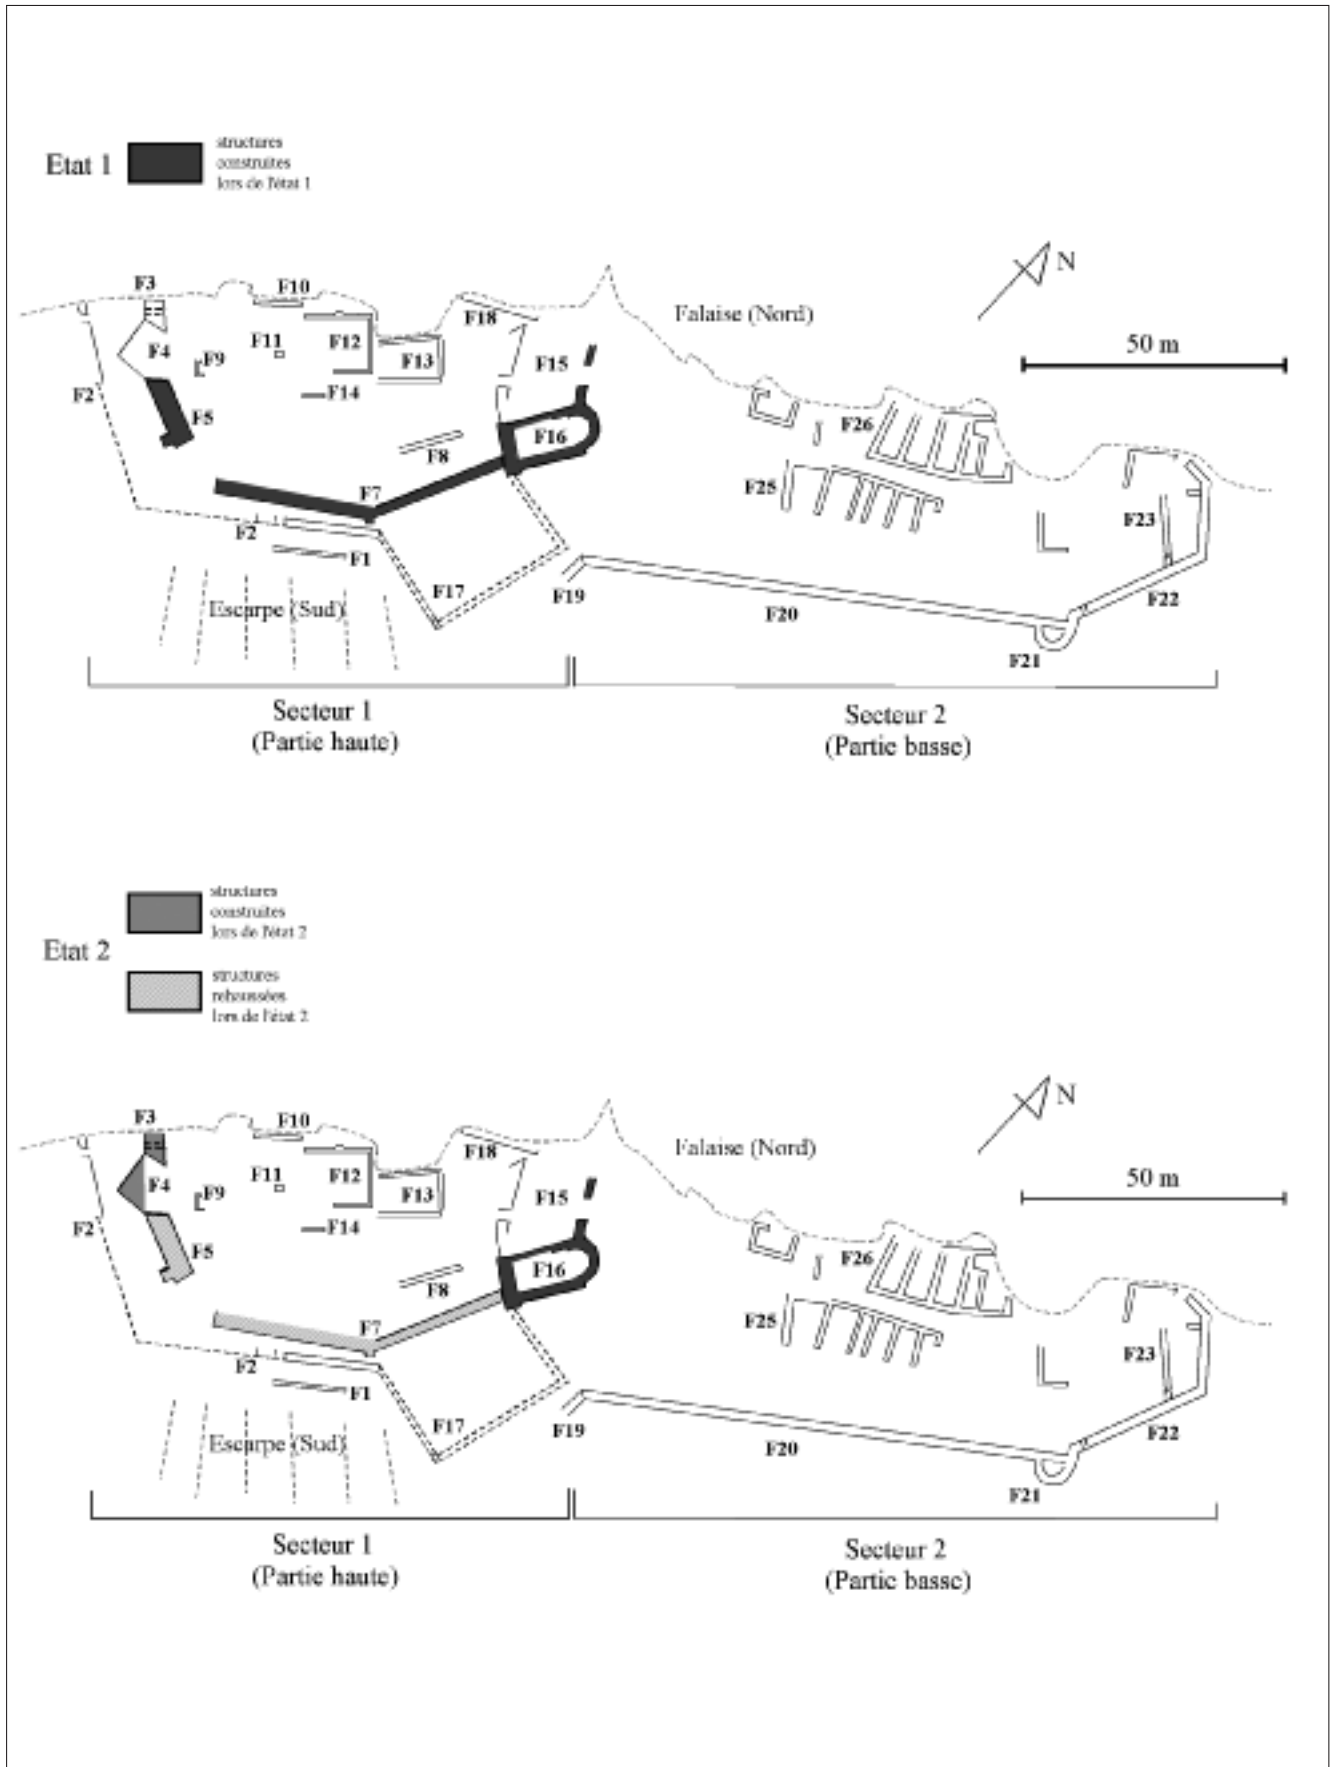 structures
Etat 1
construites
lors de l'état 1
N
F3
F10
Falaise (Nord)
F18
50 m
F4
F9
F11
F12
F13
F15
F2
F14
F5
F8
F16
F26
F7
F25
F2
F1
F23
Escarpe (Sud)
F17
F19
F20
F22
F21
Secteur 1
(Partie haute)
Secteur 2
(Partie basse)
structures
construites
lors de l'état 2
Etat 2
structures
rehaussées
lors de l'état 2
N
F3
F10
Falaise (Nord)
F18
50 m
F4
F9
F11
F12
F13
F15
F2
F14
F5
F8
F16
F26
F7
F25
F2
F1
F23
Escarpe (Sud)
F17
F19
F20
F22
F21
Secteur 1
(Partie haute)
Secteur 2
(Partie basse)